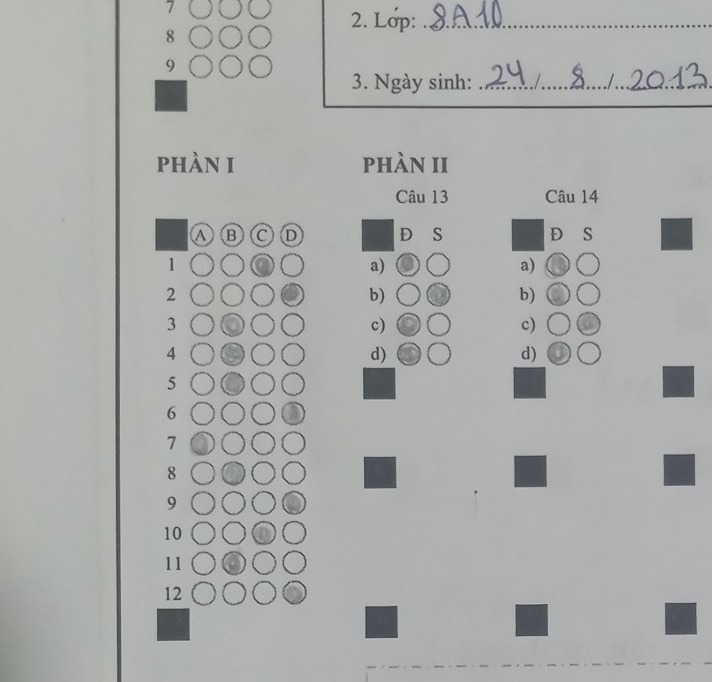 7
2. Lớp: 8A10
8
9
3. Ngày sinh: 24/8/2013
PHẦN I
PHẦN II
Câu 13
Câu 14
A B C D
Đ S
Đ S
1
a)
a)
2
b)
b)
3
c)
c)
4
d)
d)
5
6
7
8
9
10
11
12